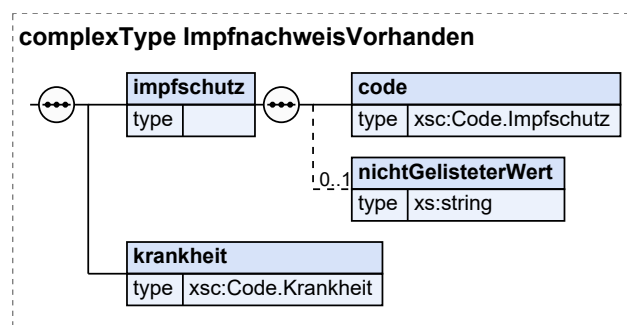 complexType ImpfnachweisVorhanden
impfschutz
type
code
type xsc:Code.Impfschutz
0..1
nichtGelisteterWert
type xs:string
krankheit
type xsc:Code.Krankheit